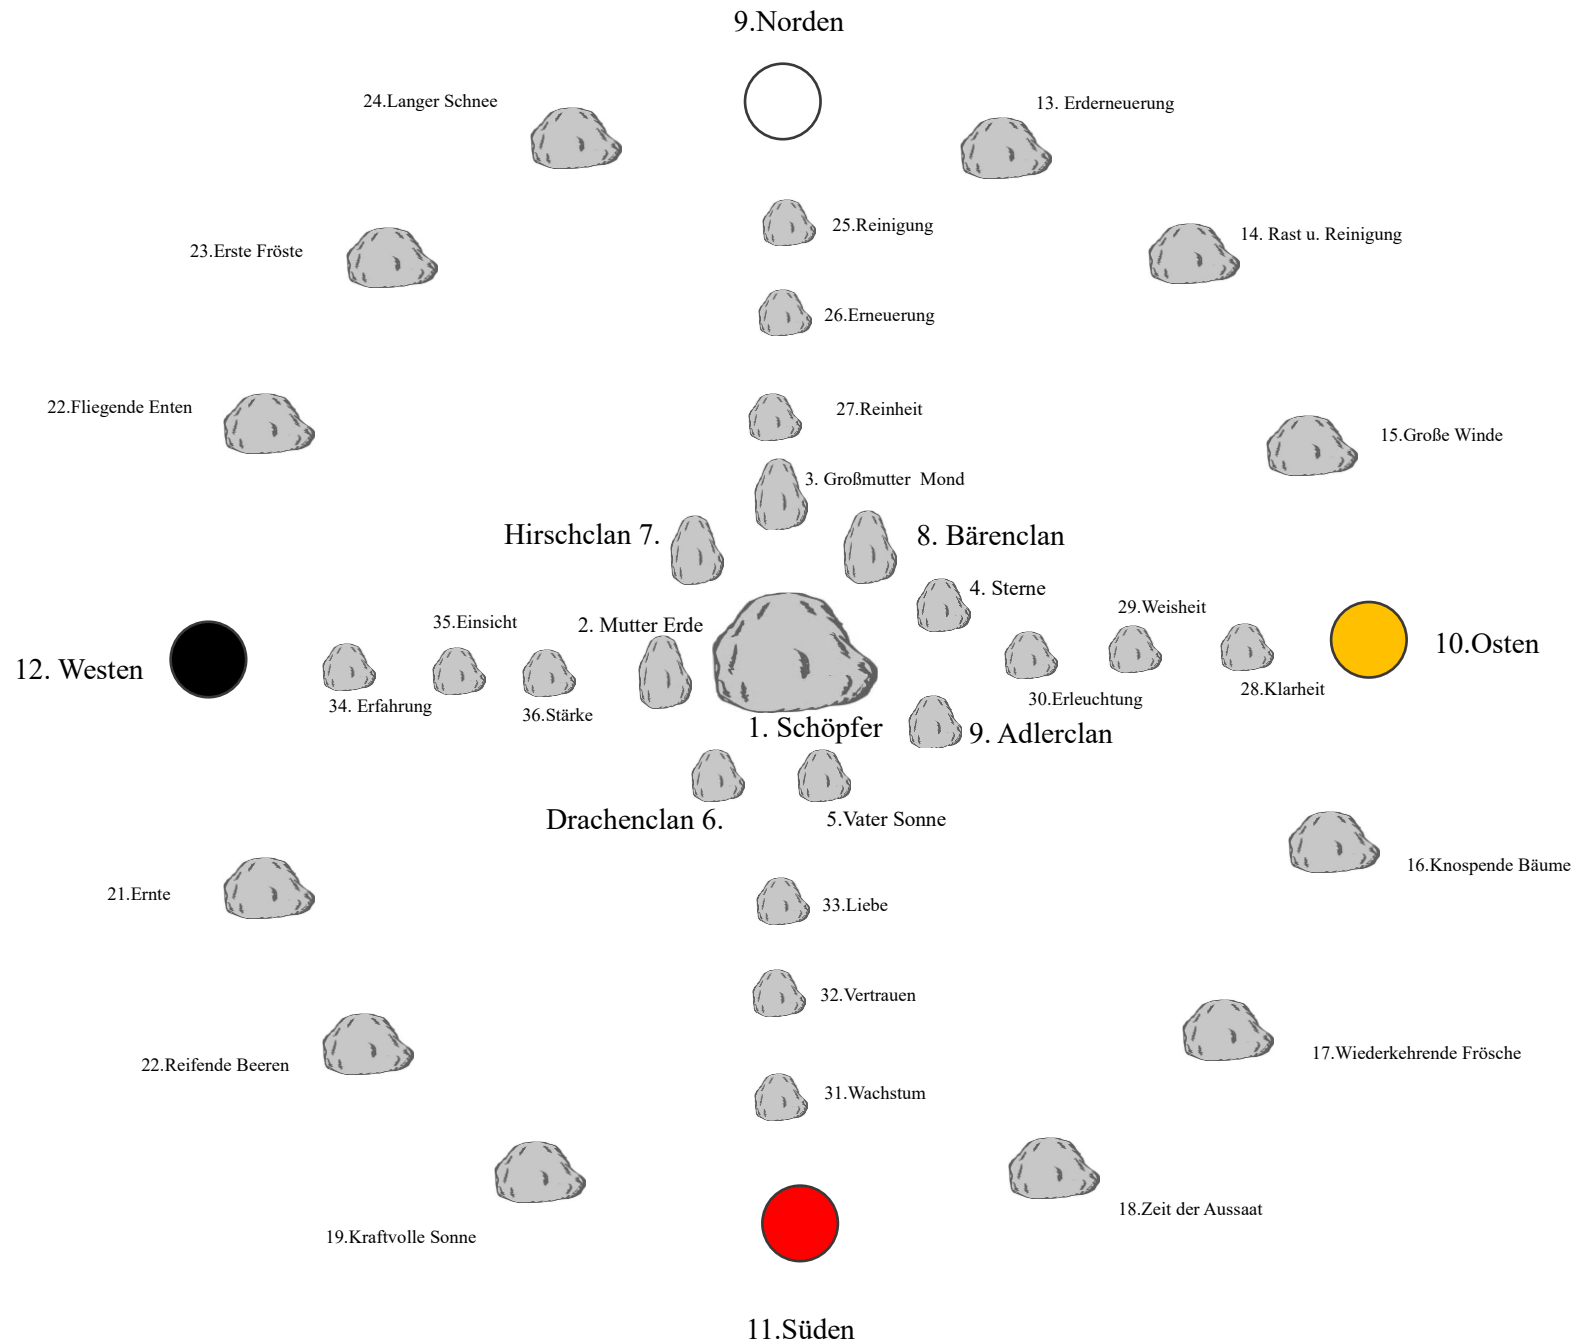 9.Norden
24.Langer Schnee
13. Erderneuerung
25.Reinigung
14. Rast u. Reinigung
23.Erste Fröste
26.Erneuerung
22.Fliegende Enten
27.Reinheit
15.Große Winde
3. Großmutter  Mond
Hirschclan 7.
8. Bärenclan
4. Sterne
29.Weisheit
35.Einsicht
2. Mutter Erde
10.Osten
12. Westen
28.Klarheit
30.Erleuchtung
34. Erfahrung
36.Stärke
1. Schöpfer
9. Adlerclan
Drachenclan 6.
5.Vater Sonne
16.Knospende Bäume
21.Ernte
33.Liebe
32.Vertrauen
17.Wiederkehrende Frösche
22.Reifende Beeren
31.Wachstum
18.Zeit der Aussaat
19.Kraftvolle Sonne
11.Süden